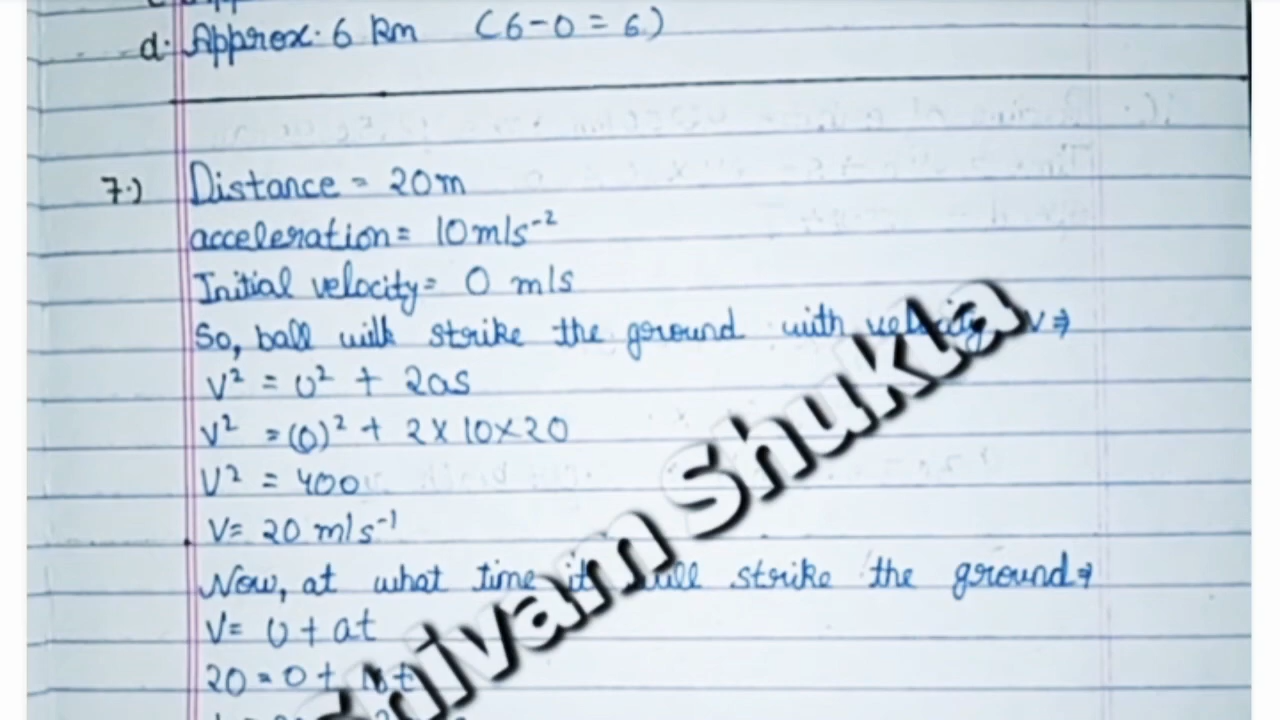 d. Approx. 6 km (6-0 = 6)
7.) Distance = 20m
acceleration = 10 m/s⁻²
Initial velocity = 0 m/s
So, ball will strike the ground with velocity, v ⇒
v² = u² + 2as
v² = (0)² + 2 x 10 x 20
v² = 400
v = 20 m/s⁻¹
Now, at what time it will strike the ground ⇒
v = u + at
20 = 0 + 10t
Shivam Shukla